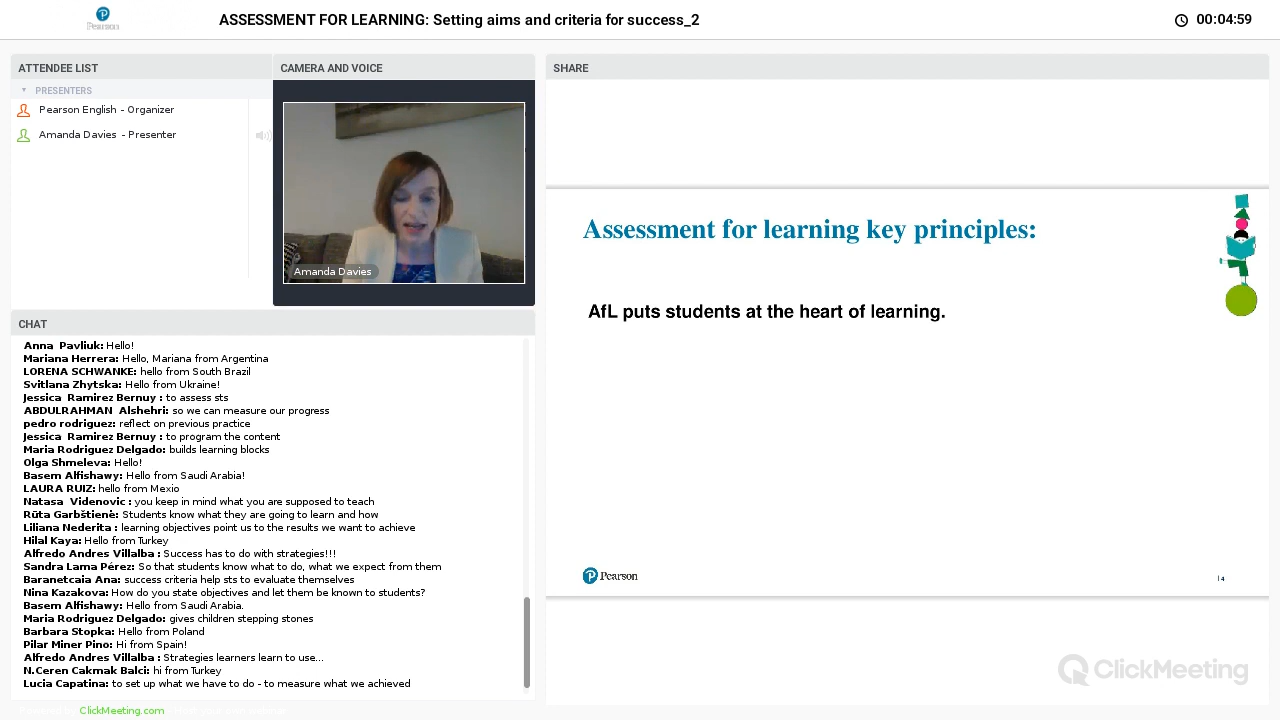 Pearson
ASSESSMENT FOR LEARNING: Setting aims and criteria for success_2
00:04:59
ATTENDEE LIST
PRESENTERS
Pearson English - Organizer
Amanda Davies - Presenter
CAMERA AND VOICE
Amanda Davies
CHAT
Anna Pavliuk: Hello!
Mariana Herrera: Hello, Mariana from Argentina
LORENA SCHWANKE: hello from South Brazil
Svitlana Zhytska: Hello from Ukraine!
Jessica Ramirez Bernuy : to assess sts
ABDULRAHMAN Alshehri: so we can measure our progress
pedro rodriguez: reflect on previous practice
Jessica Ramirez Bernuy : to program the content
Maria Rodriguez Delgado: builds learning blocks
Olga Shmeleva: Hello!
Basem Alfishawy: Hello from Saudi Arabia!
LAURA RUIZ: hello from Mexio
Natasa Videnovic : you keep in mind what you are supposed to teach
Rūta Garbštienė: Students know what they are going to learn and how
Liliana Nederita : learning objectives point us to the results we want to achieve
Hilal Kaya: Hello from Turkey
Alfredo Andres Villalba : Success has to do with strategies!!!
Sandra Lama Pérez: So that students know what to do, what we expect from them
Baranetcaia Ana: success criteria help sts to evaluate themselves
Nina Kazakova: How do you state objectives and let them be known to students?
Basem Alfishawy: Hello from Saudi Arabia.
Maria Rodriguez Delgado: gives children stepping stones
Barbara Stopka: Hello from Poland
Pilar Miner Pino: Hi from Spain!
Alfredo Andres Villalba : Strategies learners learn to use...
N.Ceren Cakmak Balci: hi from Turkey
Lucia Capatina: to set up what we have to do - to measure what we achieved
ClickMeeting.com
SHARE
Assessment for learning key principles:
AfL puts students at the heart of learning.
Pearson
| 4
ClickMeeting